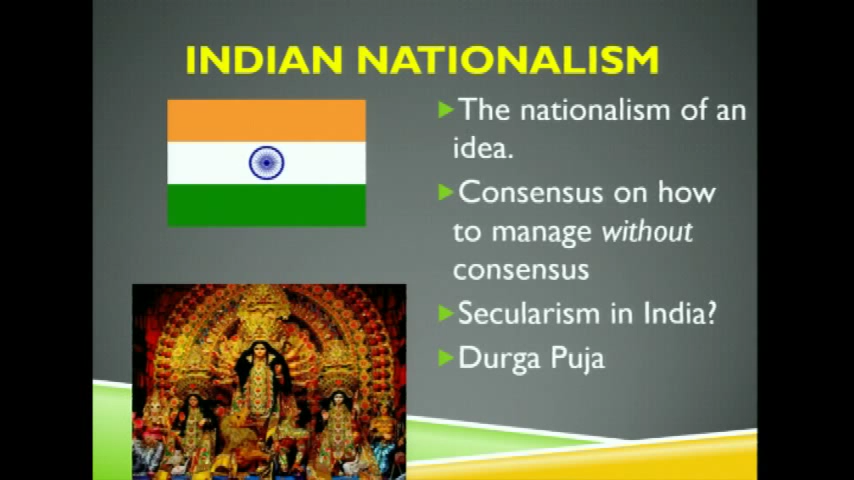 INDIAN NATIONALISM
The nationalism of an
idea.
Consensus on how
to manage without
consensus
Secularism in India?
Durga Puja